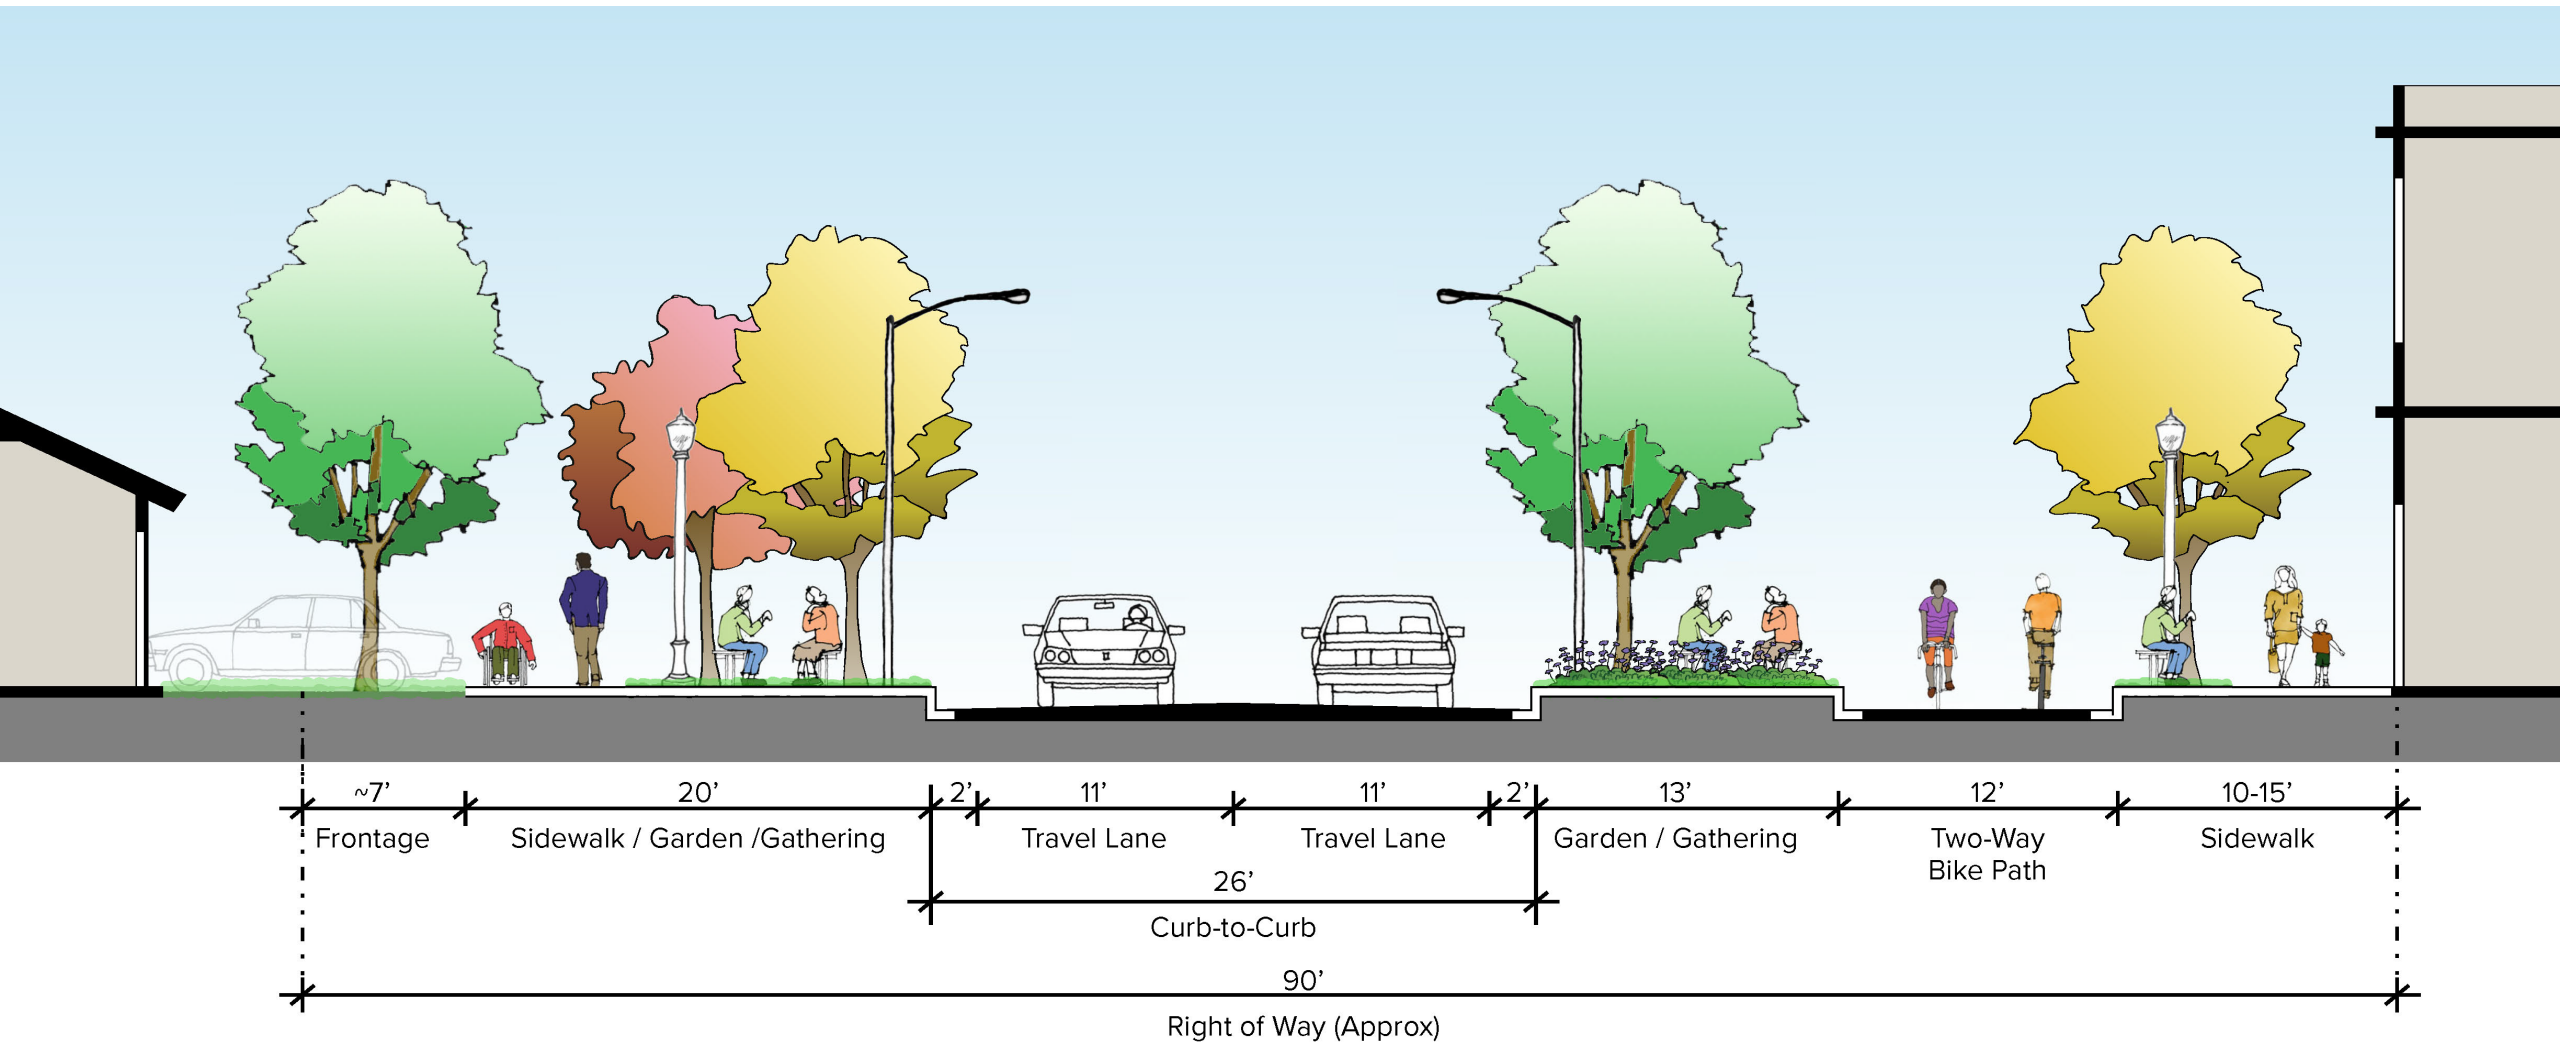 ~7’ 20’ 2’ 11’ 11’ 2’ 13’ 12’ 10-15’
Frontage Sidewalk / Garden /Gathering Travel Lane Travel Lane Garden / Gathering Two-Way Sidewalk
Bike Path
26’
Curb-to-Curb
90’
Right of Way (Approx)